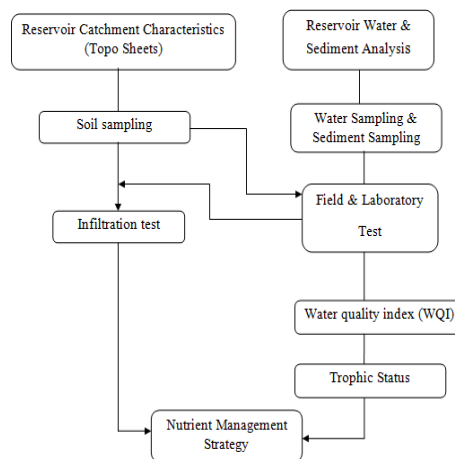 Reservoir Catchment Characteristics
(Topo Sheets)
Reservoir Water &
Sediment Analysis
Soil sampling
Water Sampling &
Sediment Sampling
Field & Laboratory
Test
Infiltration test
Water quality index (WQI)
Trophic Status
Nutrient Management
Strategy